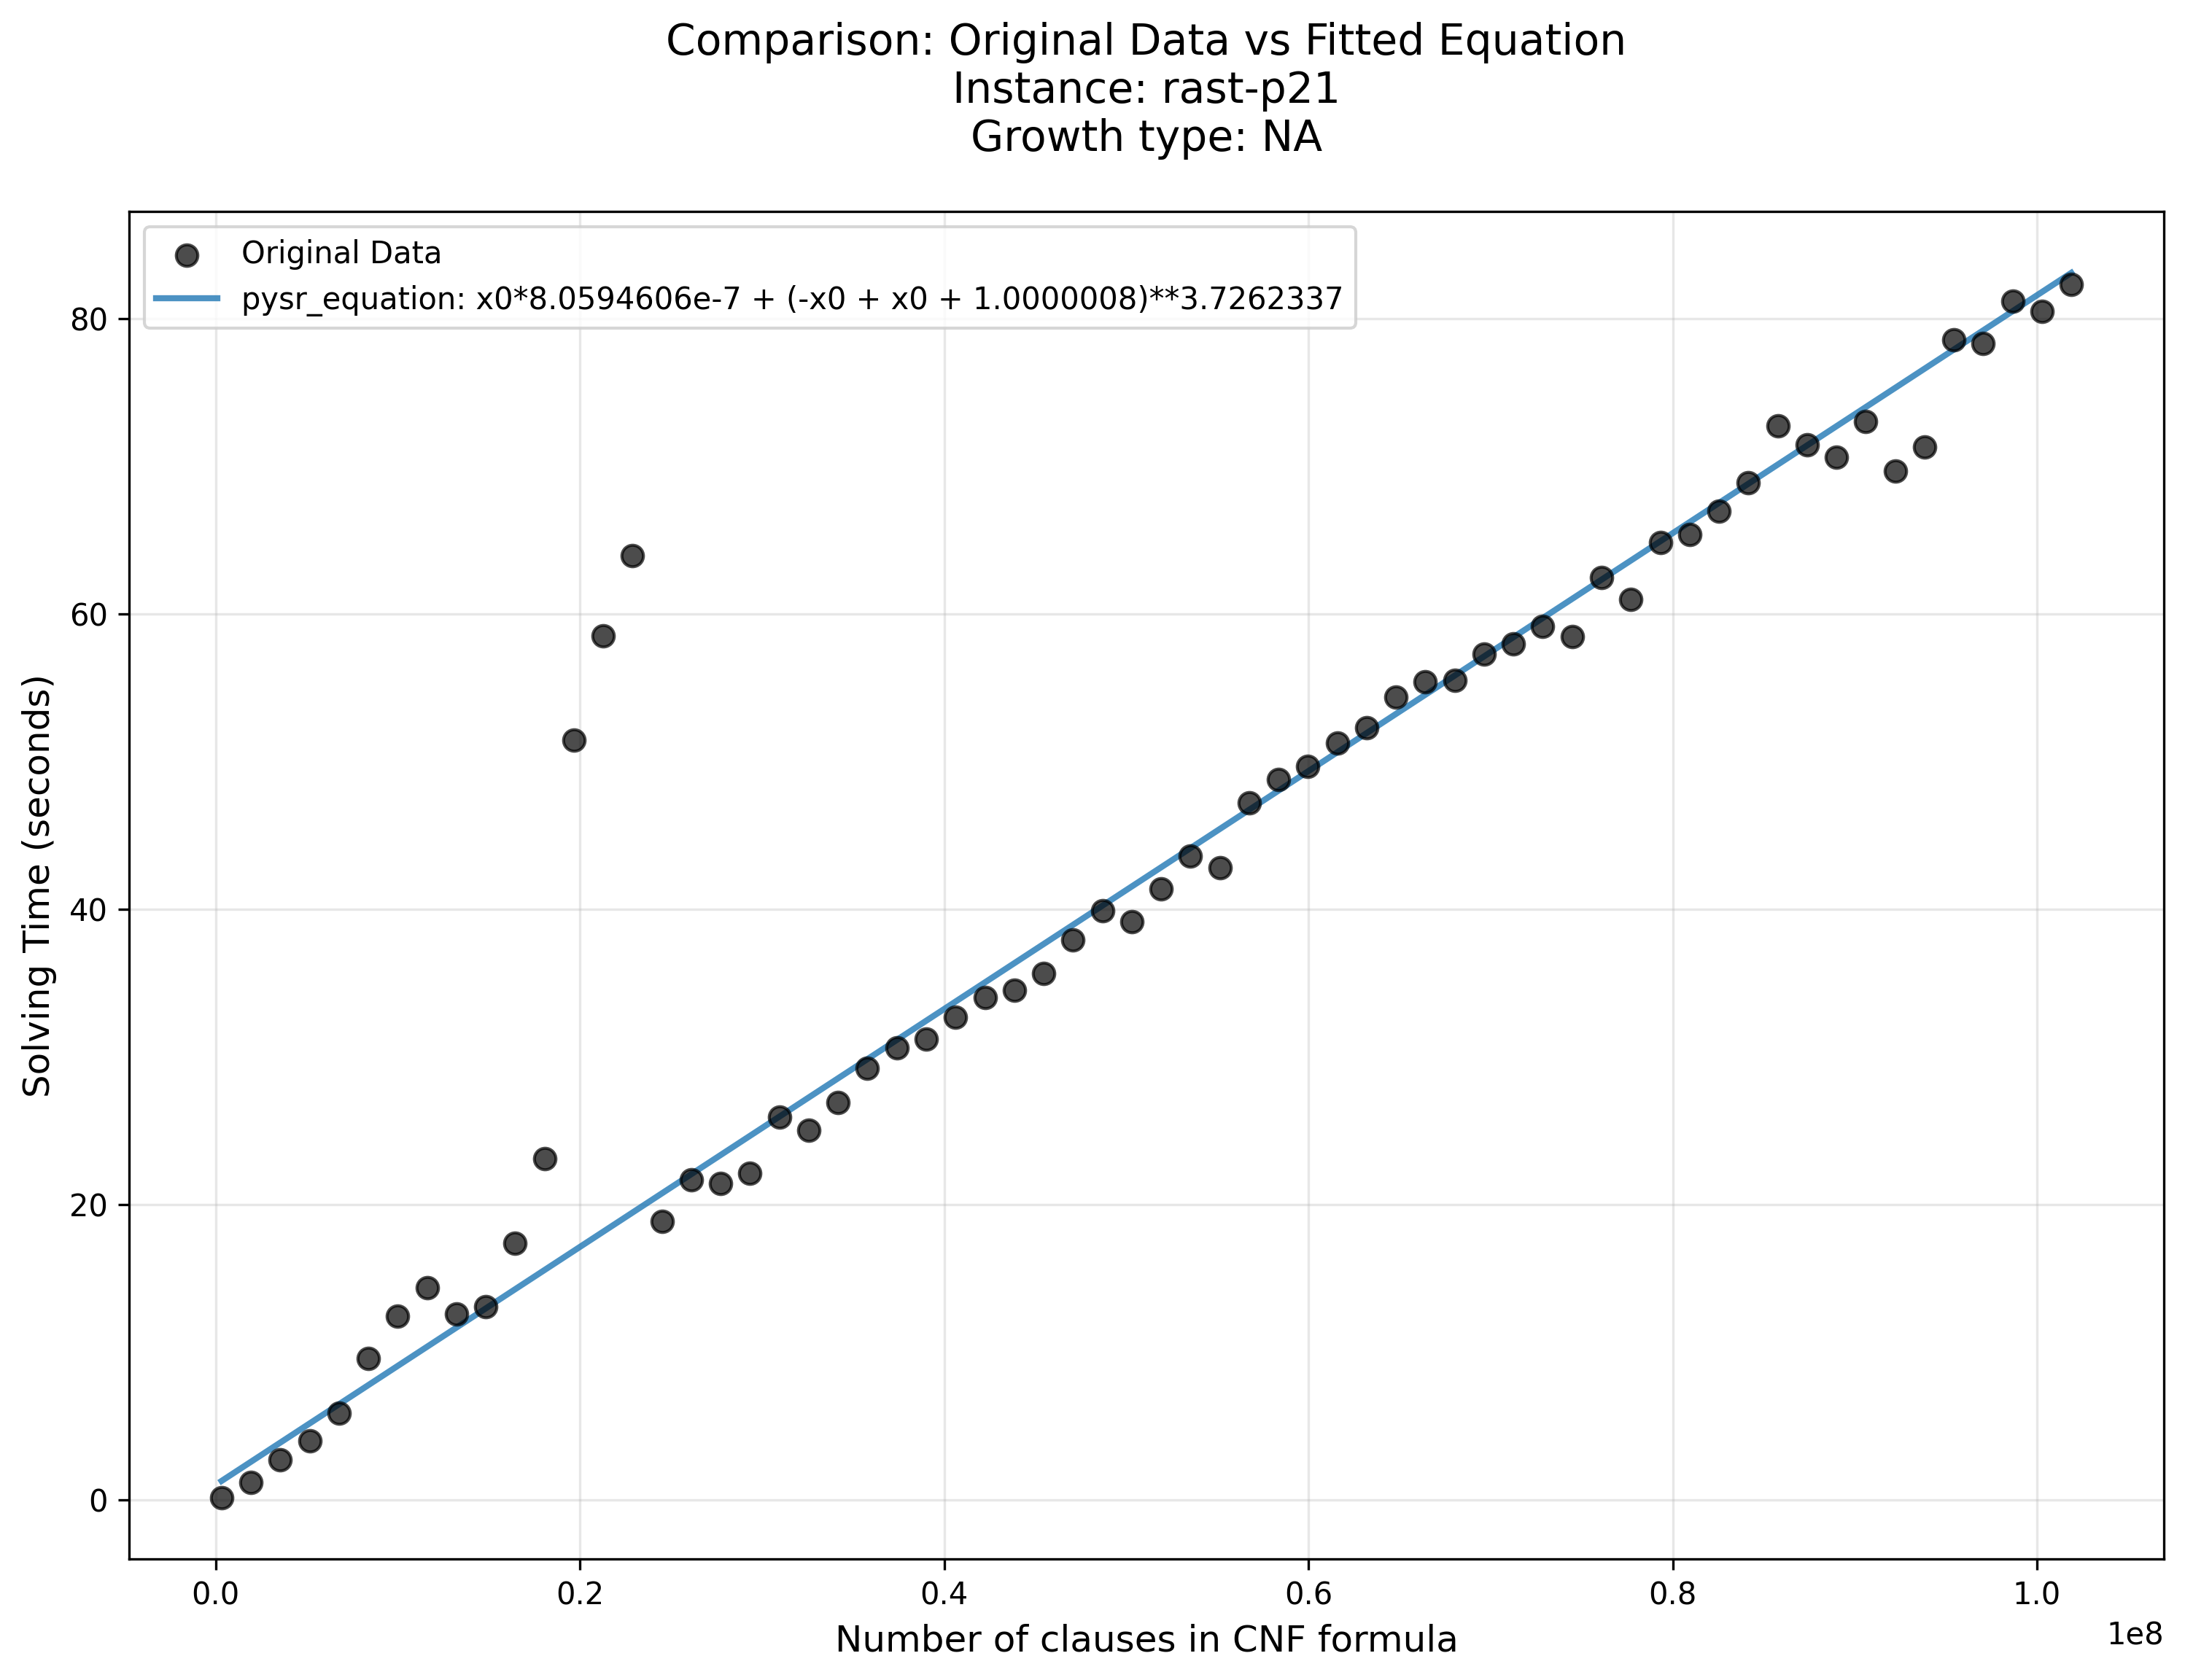 Comparison: Original Data vs Fitted Equation
Instance: rast-p21
Growth type: NA
Original Data
pysr_equation: x0*8.0594606e-7 + (-x0 + x0 + 1.0000008)**3.7262337
80
60
40
20
0
Solving Time (seconds)
0.0 0.2 0.4 0.6 0.8 1.0
1e8
Number of clauses in CNF formula